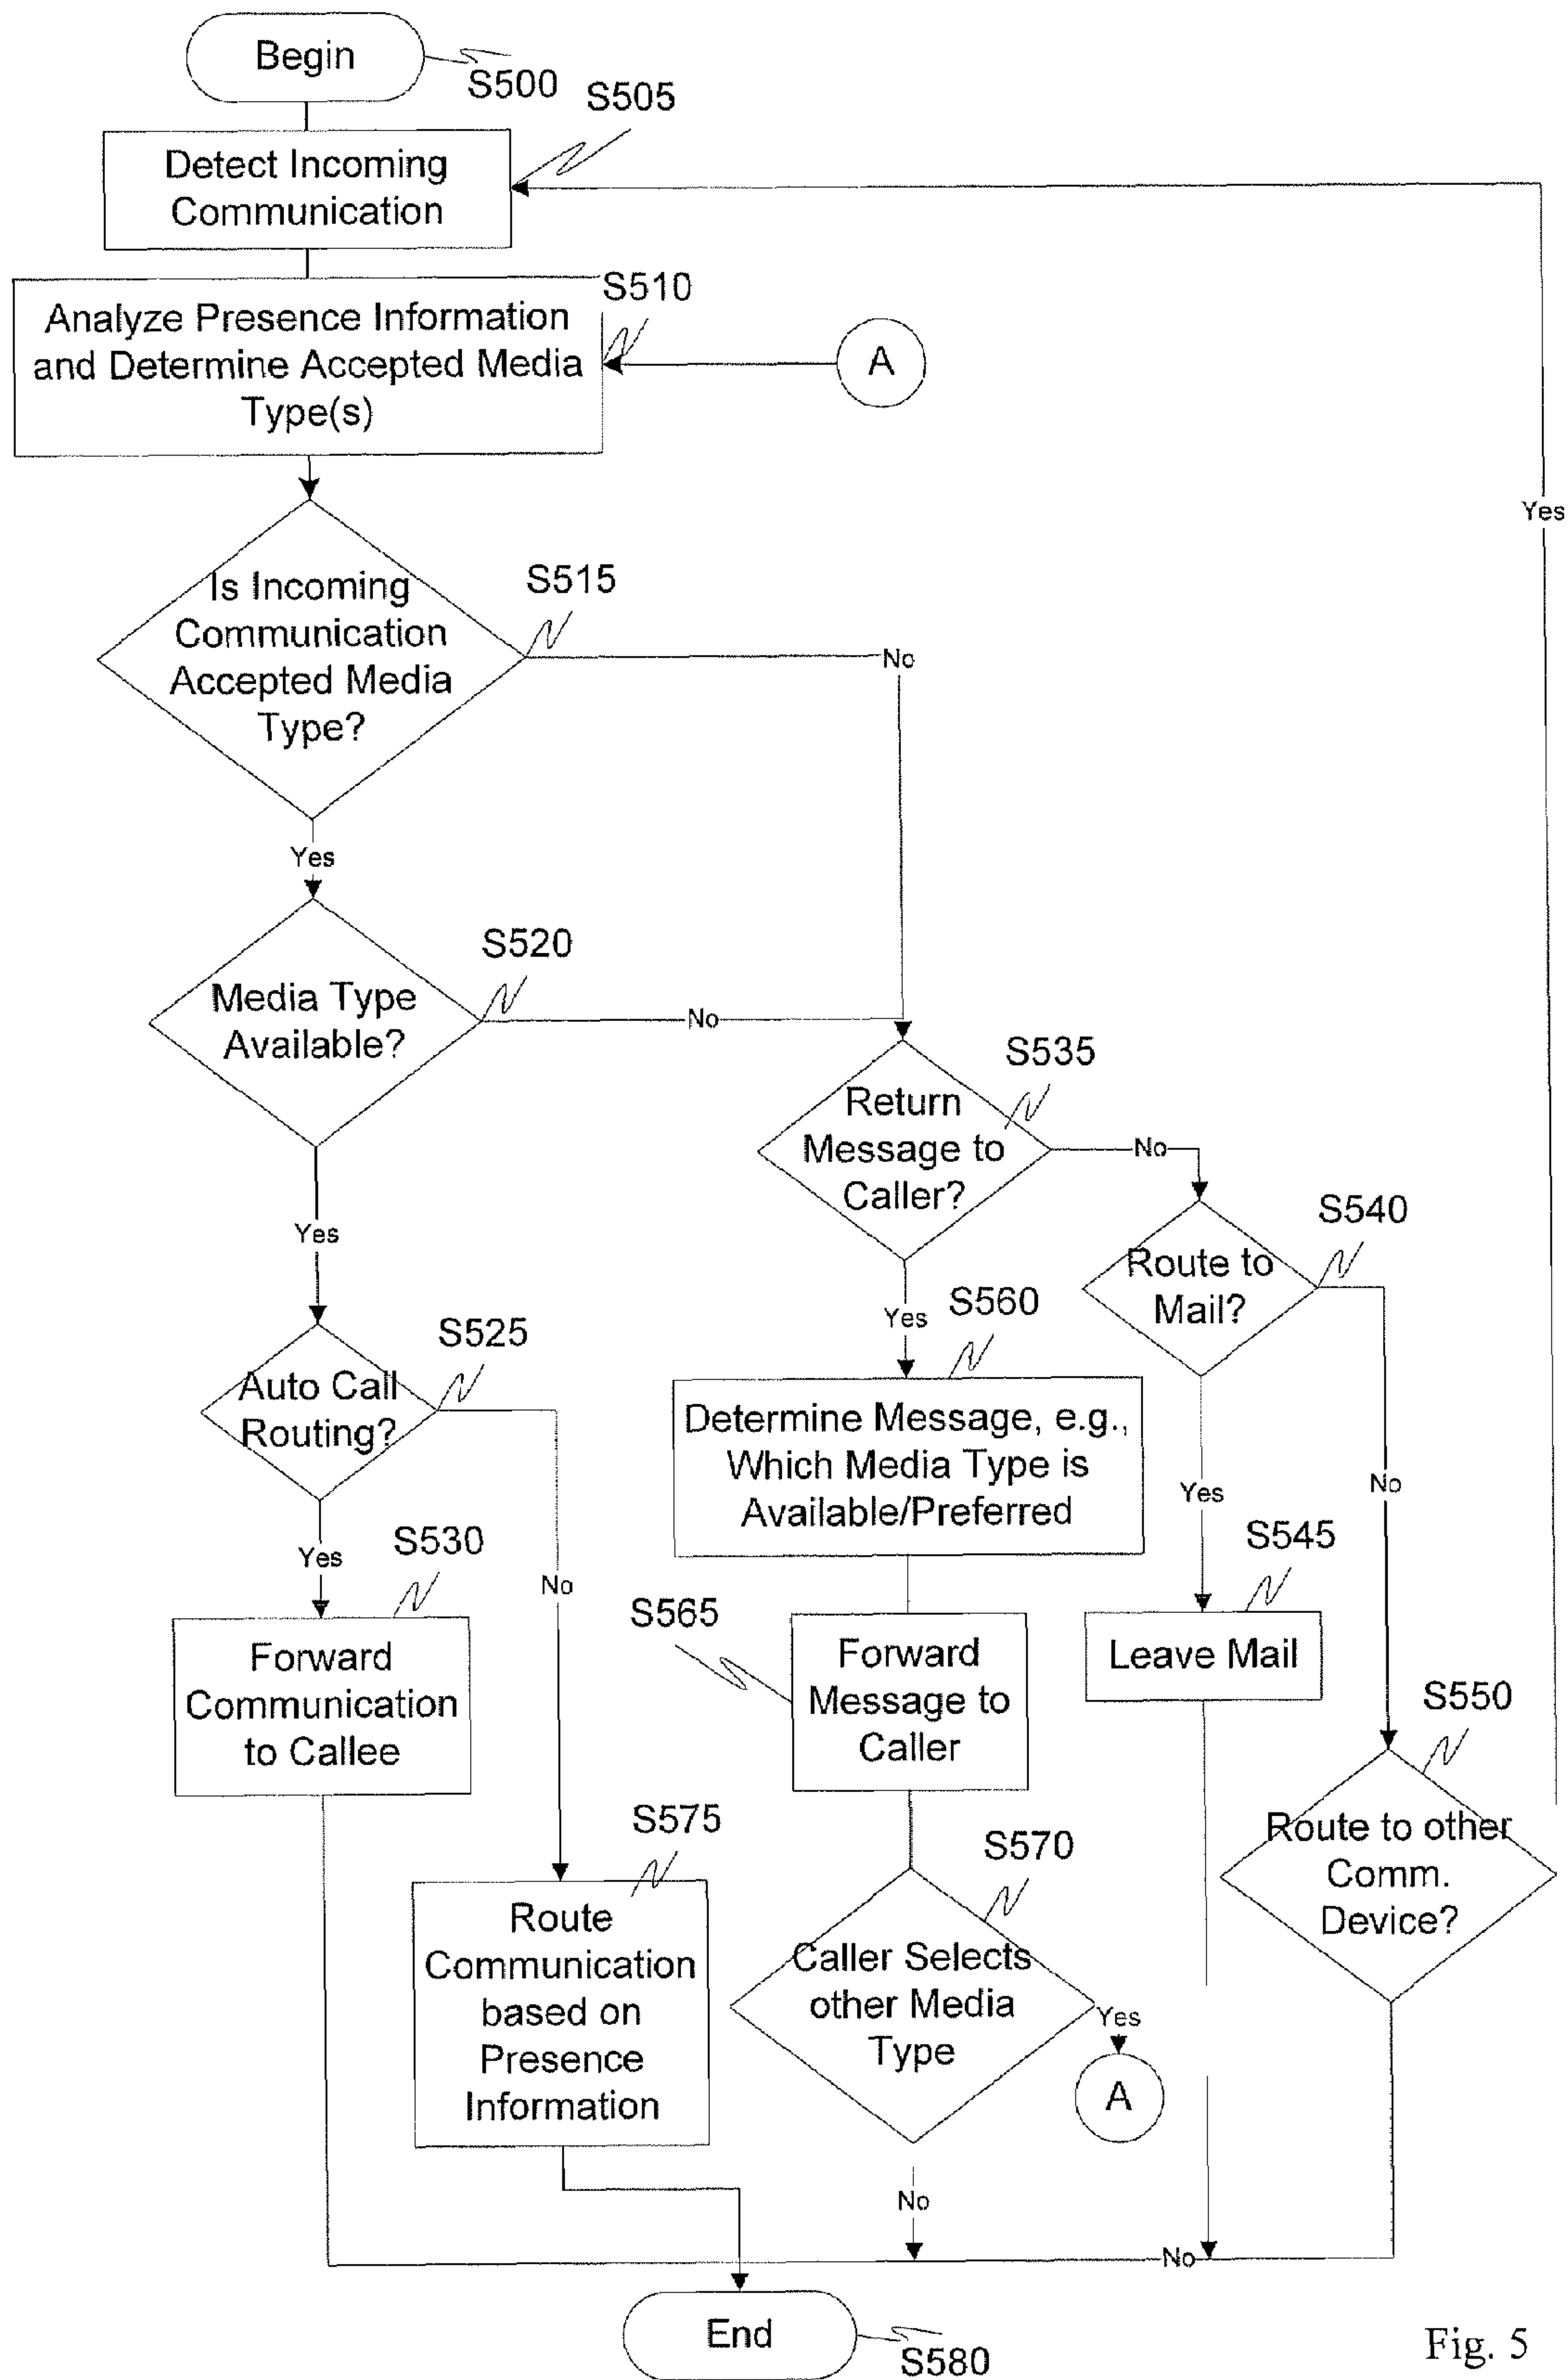 Begin
S500
S505
Detect Incoming
Communication
S510
Analyze Presence Information
and Determine Accepted Media
Type(s)
A
Yes
Is Incoming
Communication
Accepted Media
Type?
S515
No
Yes
Media Type
Available?
S520
No
Yes
Return
Message to
Caller?
S535
No
Route to
Mail?
S540
Yes
S560
Auto Call
Routing?
S525
Determine Message, e.g.,
Which Media Type is
Available/Preferred
Yes
No
Yes
S530
No
S545
Forward
Communication
to Callee
S565
Forward
Message to
Caller
Leave Mail
S550
Route to other
Comm.
Device?
S575
Route
Communication
based on
Presence
Information
S570
Caller Selects
other Media
Type
Yes
A
No
No
End
S580
Fig. 5